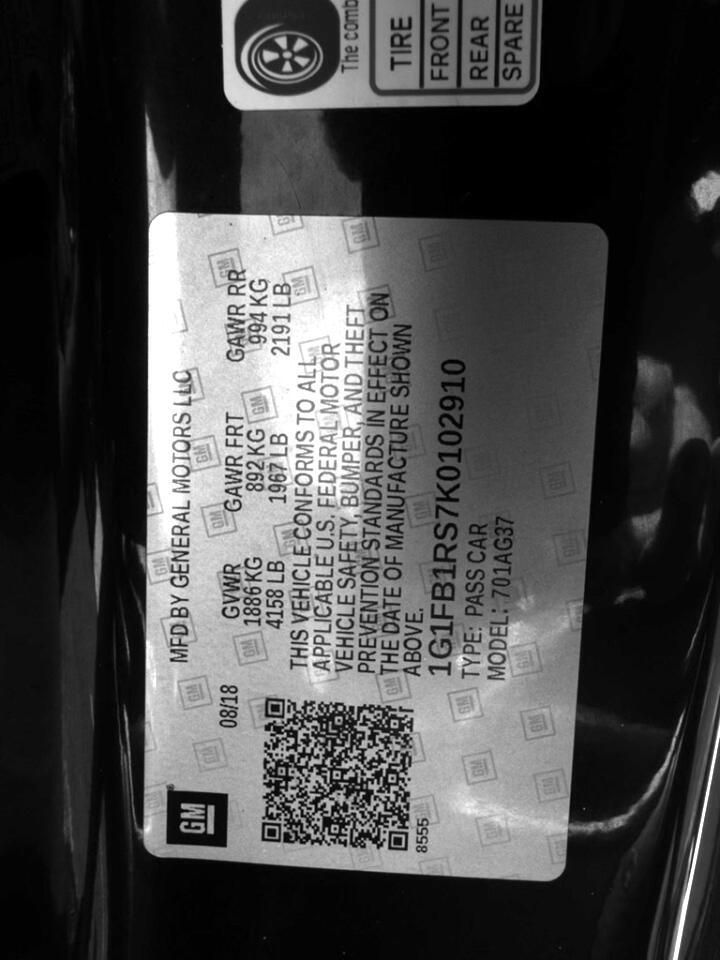 The comb
TIRE
FRONT
REAR
SPARE
GM
MFD BY GENERAL MOTORS LLC
08/18
GVWR GAWR FRT GAWR RR
1886 KG 892 KG 994 KG
4158 LB 1967 LB 2191 LB
THIS VEHICLE CONFORMS TO ALL
APPLICABLE U.S. FEDERAL MOTOR
VEHICLE SAFETY, BUMPER, AND THEFT
PREVENTION STANDARDS IN EFFECT ON
THE DATE OF MANUFACTURE SHOWN
ABOVE.
1G1FB1RS7K0102910
TYPE: PASS CAR
MODEL: 701AG37
8555